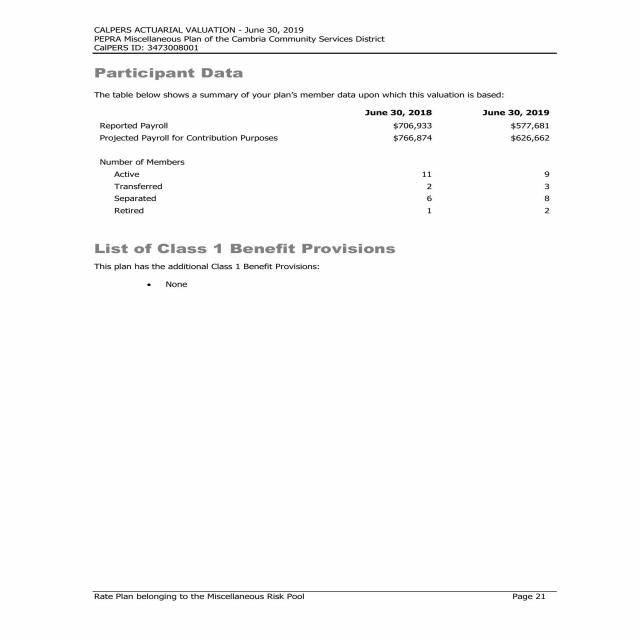 CALPERS ACTUARIAL VALUATION - June 30, 2019
PEPRA Miscellaneous Plan of the Cambria Community Services District
CalPERS ID: 3473008001
Participant Data
The table below shows a summary of your plan's member data upon which this valuation is based:
June 30, 2018 June 30, 2019
Reported Payroll $706,933 $577,681
Projected Payroll for Contribution Purposes $766,874 $626,662
Number of Members
Active 11 9
Transferred 2 3
Separated 6 8
Retired 1 2
List of Class 1 Benefit Provisions
This plan has the additional Class 1 Benefit Provisions:
• None
Rate Plan belonging to the Miscellaneous Risk Pool Page 21